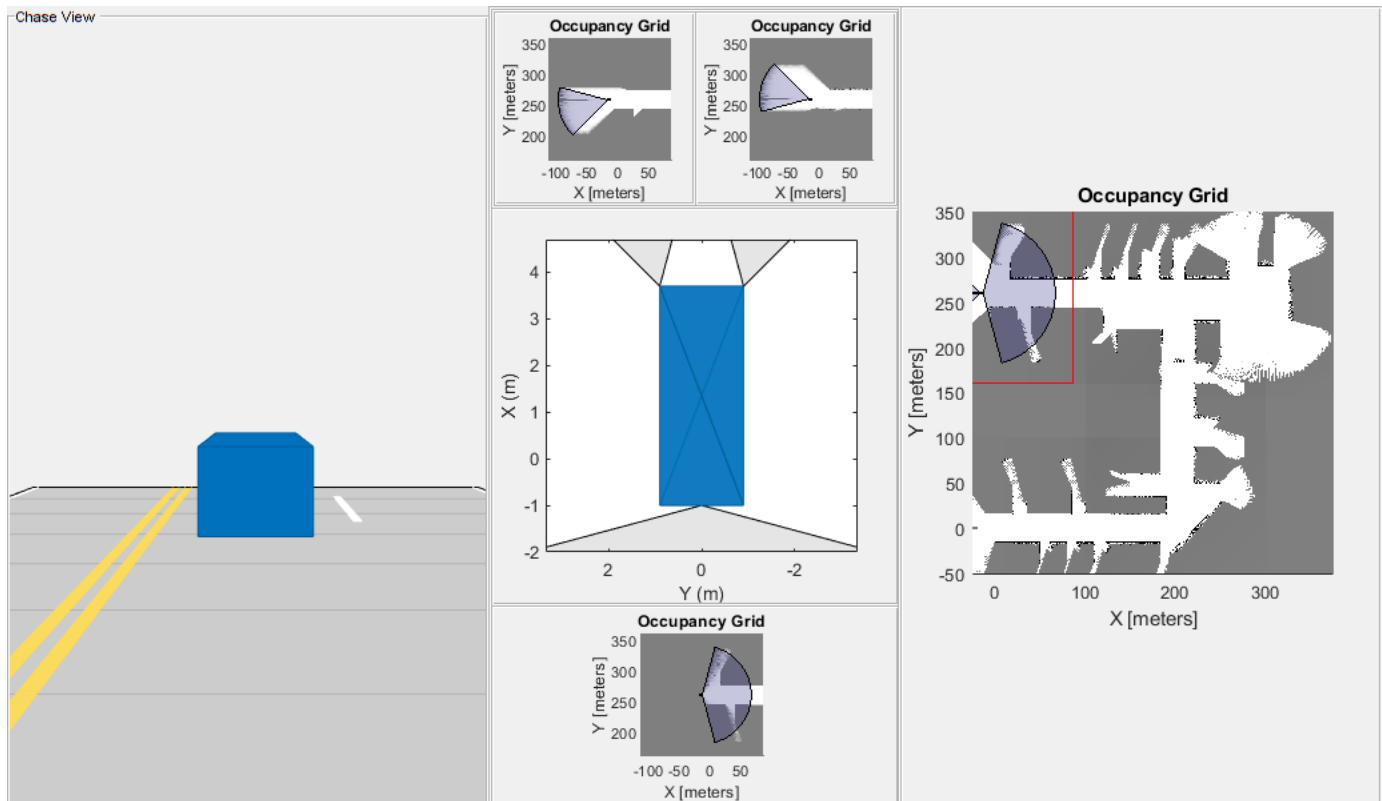 Chase View
Occupancy Grid
350
300
250
200
Y [meters]
-100 -50 0 50
X [meters]
Occupancy Grid
350
300
250
200
Y [meters]
-100 -50 0 50
X [meters]
4
3
2
1
0
-1
-2
X (m)
2 0 -2
Y (m)
Occupancy Grid
350
300
250
200
Y [meters]
-100 -50 0 50
X [meters]
Occupancy Grid
350
300
250
200
150
100
50
0
-50
Y [meters]
0 100 200 300
X [meters]